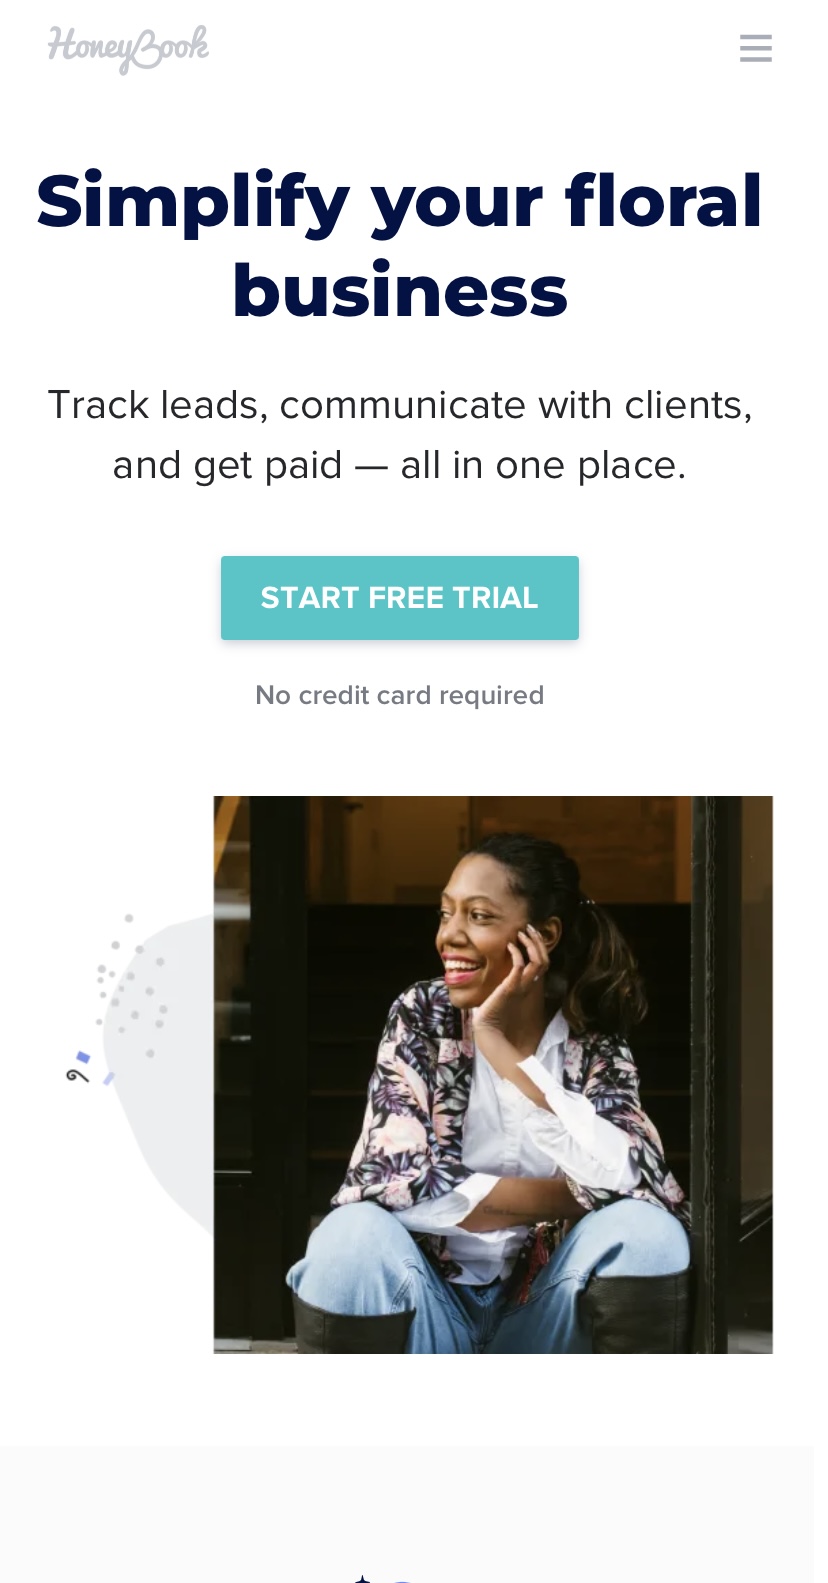 HoneyBook
Simplify your floral
business
Track leads, communicate with clients,
and get paid — all in one place.
START FREE TRIAL
No credit card required